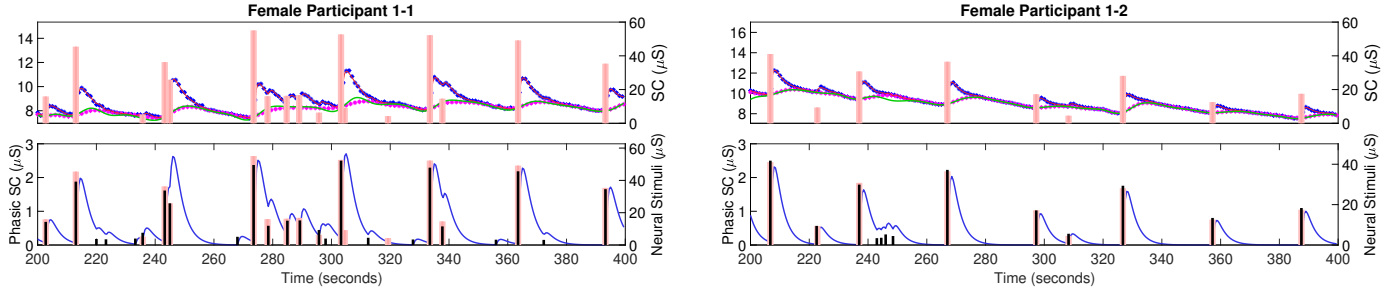 Female Participant 1-1
14
12
10
8
60
40
20
0
SC (μS)
3
2
1
0
Phasic SC (μS)
60
40
20
0
Neural Stimuli (μS)
200 220 240 260 280 300 320 340 360 380 400
Time (seconds)
Female Participant 1-2
16
14
12
10
8
60
40
20
0
SC (μS)
3
2
1
0
Phasic SC (μS)
40
20
0
Neural Stimuli (μS)
200 220 240 260 280 300 320 340 360 380 400
Time (seconds)